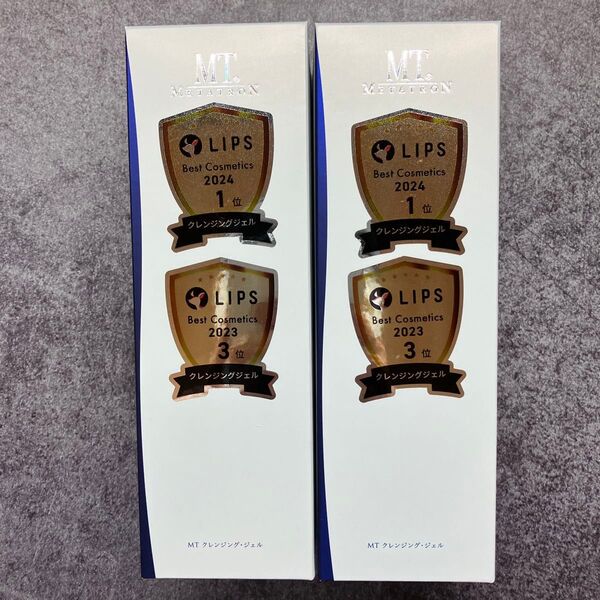 MT.
METATRON
LIPS
Best Cosmetics
2024
1位
クレンジングジェル
LIPS
Best Cosmetics
2023
3位
クレンジングジェル
MT クレンジング・ジェル
MT.
METATRON
LIPS
Best Cosmetics
2024
1位
クレンジングジェル
LIPS
Best Cosmetics
2023
3位
クレンジングジェル
MT クレンジング・ジェル